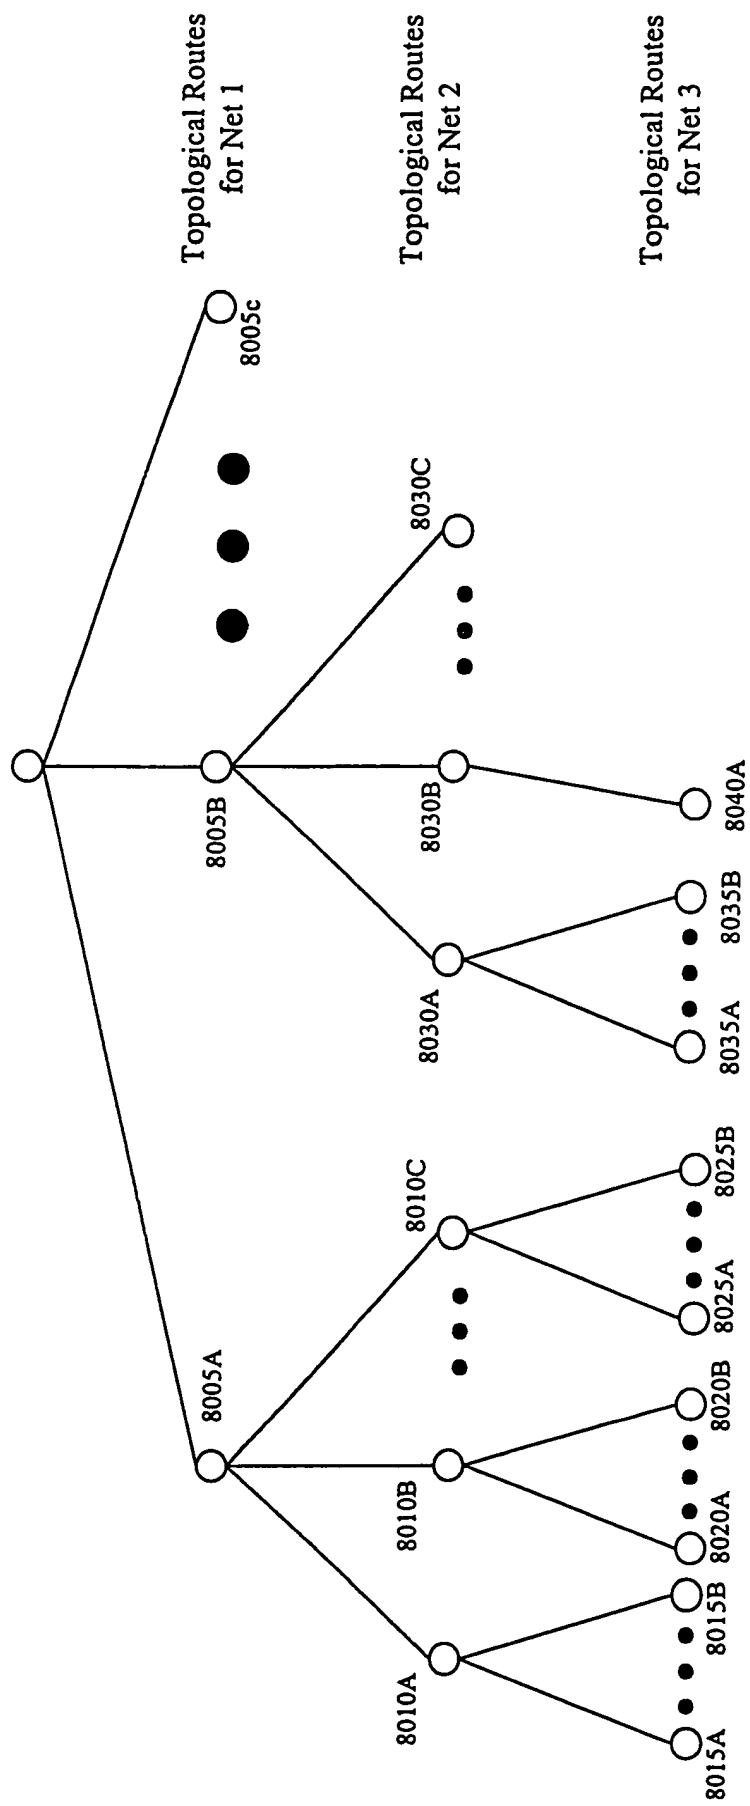 Topological Routes
for Net 1
8005A
8005B
8005c
Topological Routes
for Net 2
8010A
8010B
8010C
8030A
8030B
8030C
Topological Routes
for Net 3
8015A
8015B
8020A
8020B
8025A
8025B
8035A
8035B
8040A